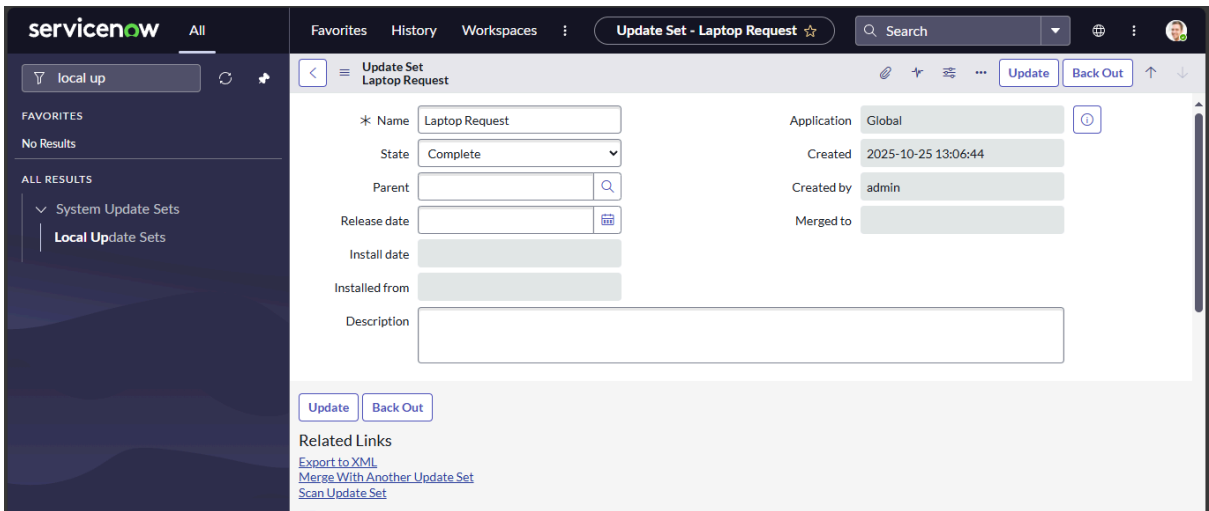 servicenow
All
Favorites History Workspaces
Update Set - Laptop Request
Search
local up
FAVORITES
No Results
ALL RESULTS
System Update Sets
Local Update Sets
Update Set
Laptop Request
Update Back Out
Name Laptop Request
State Complete
Parent
Release date
Install date
Installed from
Description
Application Global
Created 2025-10-25 13:06:44
Created by admin
Merged to
Update Back Out
Related Links
Export to XML
Merge With Another Update Set
Scan Update Set